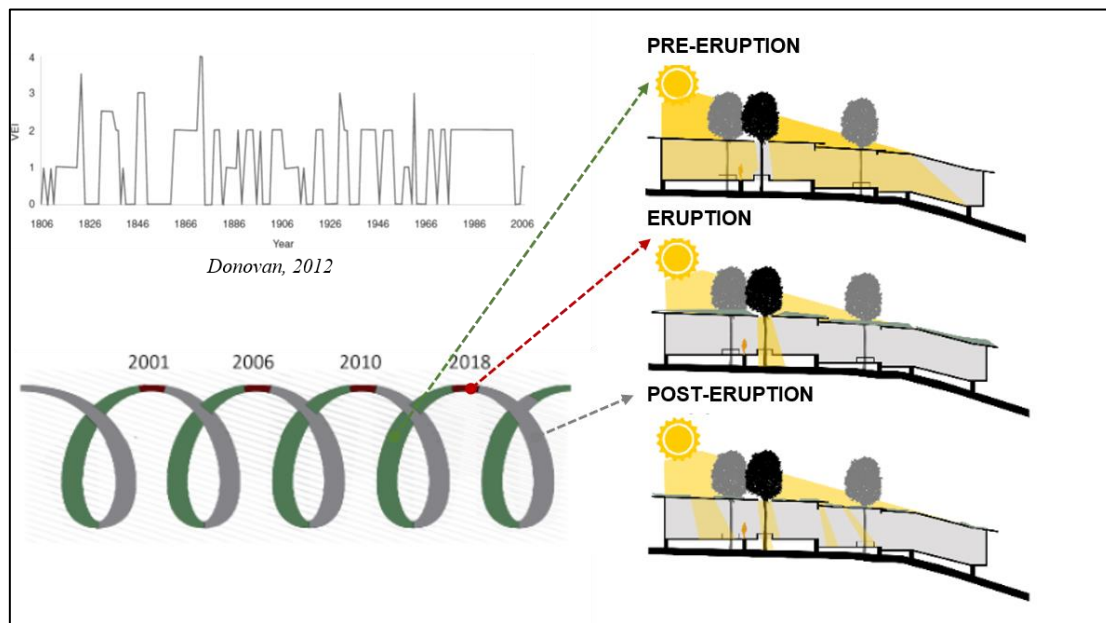 PRE-ERUPTION
4
3
2
1
0
VEI
1806 1826 1846 1866 1886 1906 1926 1946 1966 1986 2006
Year
Donovan, 2012
ERUPTION
2001 2006 2010 2018
POST-ERUPTION